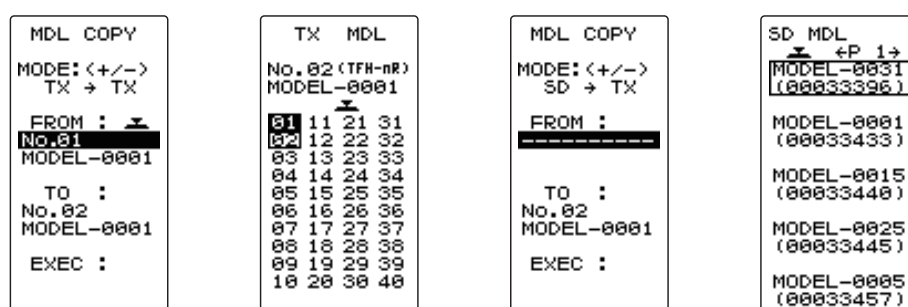 MDL COPY
MODE:(+/-)
TX → TX
FROM :
No.01
MODEL-0001
TO :
No.02
MODEL-0001
EXEC :
TX MDL
No.02(TFH-nR)
MODEL-0001
01 11 21 31
02 12 22 32
03 13 23 33
04 14 24 34
05 15 25 35
06 16 26 36
07 17 27 37
08 18 28 38
09 19 29 39
10 20 30 40
MDL COPY
MODE:(+/-)
SD → TX
FROM :
----------
TO :
No.02
MODEL-0001
EXEC :
SD MDL
←P 1→
MODEL-0031
(00033396)
MODEL-0001
(00033433)
MODEL-0015
(00033440)
MODEL-0025
(00033445)
MODEL-0005
(00033457)